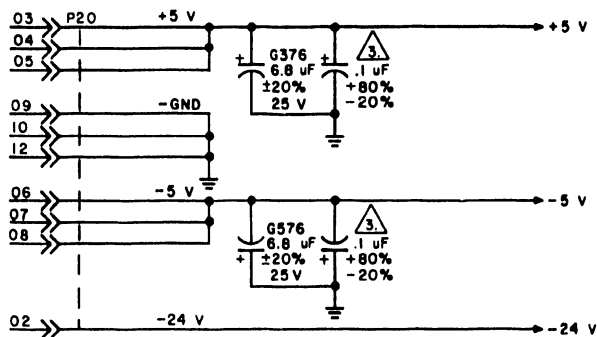 03 P20 +5 V +5 V
04
05
+ G376 + 3.
6.8 uF .1 uF
±20% +80%
25 V -20%
09 -GND
10
12
06 -5 V -5 V
07
08
G576 3.
6.8 uF .1 uF
+ ±20% + +80%
25 V -20%
02 -24 V -24 V